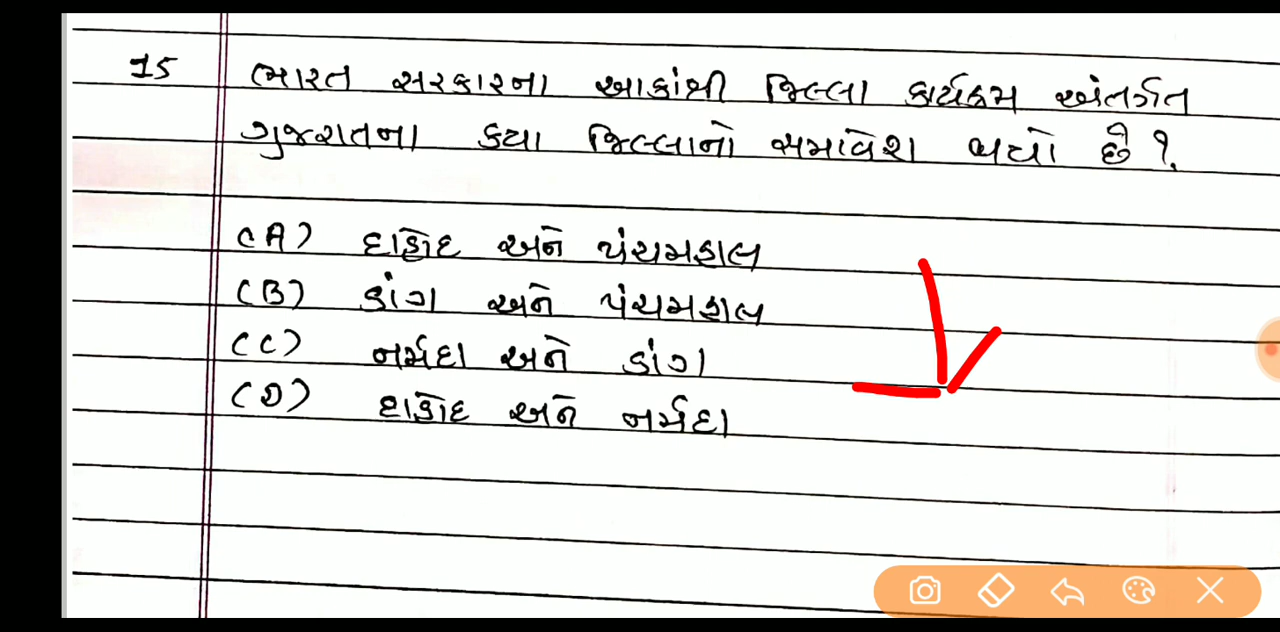 15 ભારત સરકારના આકાંક્ષી જિલ્લા કાર્યક્રમ અંતર્ગત
ગુજરાતના કયા જિલ્લાનો સમાવેશ થયો છે ?
(A) દાહોદ અને પંચમહાલ
(B) ડાંગ અને પંચમહાલ
(C) નર્મદા અને ડાંગ
(D) દાહોદ અને નર્મદા